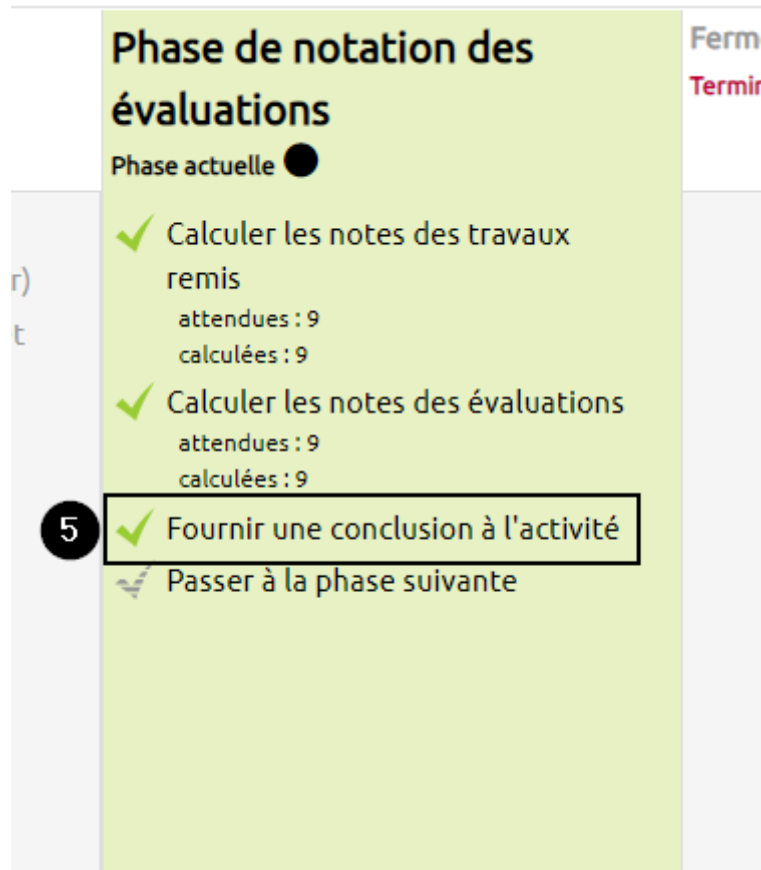 Phase de notation des
évaluations
Phase actuelle
Calculer les notes des travaux
remis
attendues : 9
calculées : 9
Calculer les notes des évaluations
attendues : 9
calculées : 9
5
Fournir une conclusion à l'activité
Passer à la phase suivante
r)
t